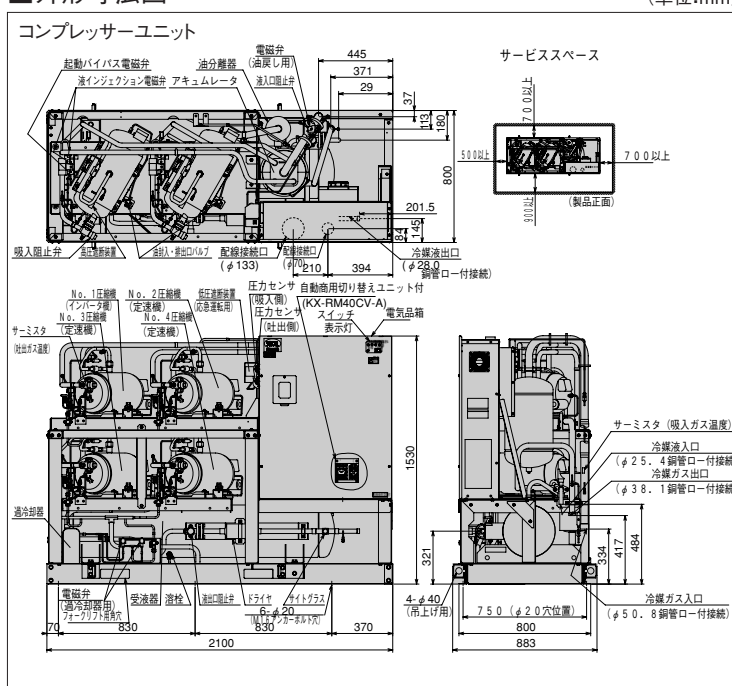 (単位:mm)
コンプレッサーユニット
サービススペース
電磁弁
(油戻し用)
445
起動バイパス電磁弁
油分離器
液インジェクション電磁弁
アキュムレータ
液入口阻止弁
371
29
37
113
180
800
700以上
500以上
700以上
900以上
(製品正面)
201.5
84
145
吸入阻止弁
高圧遮断装置
油封入・排出口バルブ
配線接続口
(φ133)
配線接続口
(φ70)
210
394
冷媒液出口
(φ28.0
銅管ロー付接続)
No. 1圧縮機
(インバータ機)
No. 2圧縮機
(定速機)
低圧遮断装置
(応急運転用)
圧力センサ
(吸入側)
圧力センサ
(吐出側)
自動商用切り替えユニット付
(KX-RM40CV-A)
スイッチ
表示灯
電気品箱
No. 3圧縮機
(定速機)
No. 4圧縮機
(定速機)
サーミスタ
(吐出ガス温度)
1530
サーミスタ (吸入ガス温度)
冷媒液入口
(φ25. 4銅管ロー付接続
冷媒ガス出口
(φ38. 1銅管ロー付接続
過冷却器
321
334
417
484
電磁弁
(過冷却器用)
フォークリフト用角穴
受液器
溶栓
液出口阻止弁
ドライヤ
サイトグラス
6-φ20
(M16アンカーボルト穴)
4-φ40
(吊上げ用)
750 (φ20穴位置)
冷媒ガス入口
(φ50. 8銅管ロー付接続
70
830
830
370
2100
800
883